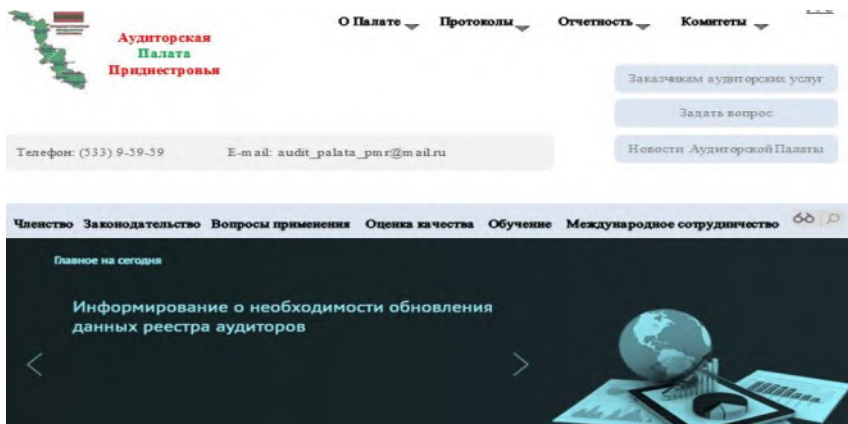 О Палате
Протоколы
Отчетность
Комитеты
Аудиторская
Палата
Приднестровья
Заказчикам аудиторских услуг
Задать вопрос
Новости Аудиторской Палаты
Телефон: (533) 9-59-59
E-mail: audit_palata_pmr@mail.ru
Членство Законодательство Вопросы применения Оценка качества Обучение Международное сотрудничество
Главное на сегодня
Информирование о необходимости обновления
данных реестра аудиторов